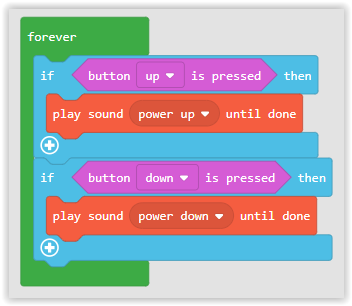 forever
if button up is pressed then
play sound power up until done
if button down is pressed then
play sound power down until done